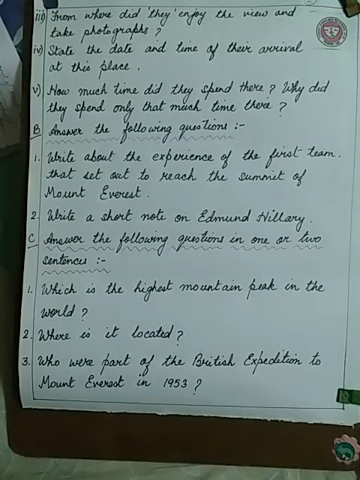 iii) From where did 'they' enjoy the view and
take photographs?
iv) State the date and time of their arrival
at this place.
v) How much time did they spend there? Why did
they spend only that much time there?
B Answer the following questions :-
1. Write about the experience of the first team
that set out to reach the summit of
Mount Everest.
2. Write a short note on Edmund Hillary.
C Answer the following questions in one or two
sentences :-
1. Which is the highest mountain peak in the
world?
2. Where is it located?
3. Who were part of the British Expedition to
Mount Everest in 1953?